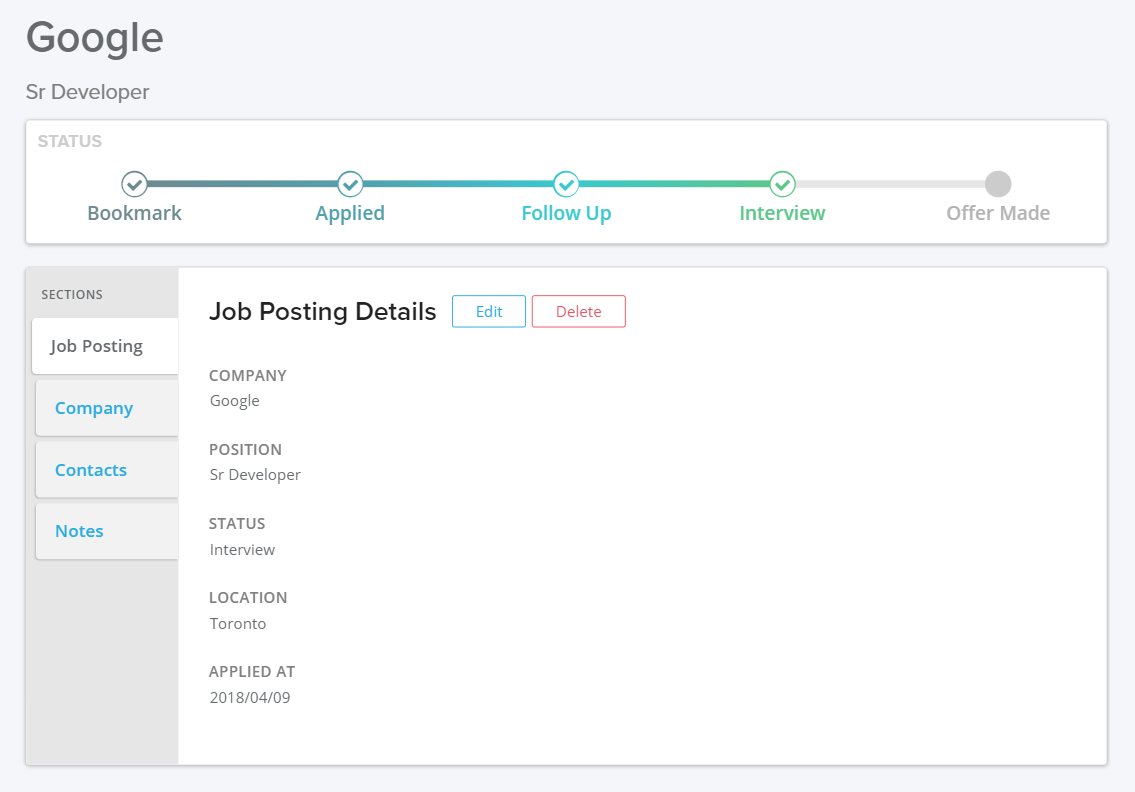 Google
Sr Developer
STATUS
Bookmark Applied Follow Up Interview Offer Made
SECTIONS
Job Posting
Company
Contacts
Notes
Job Posting Details Edit Delete
COMPANY
Google
POSITION
Sr Developer
STATUS
Interview
LOCATION
Toronto
APPLIED AT
2018/04/09